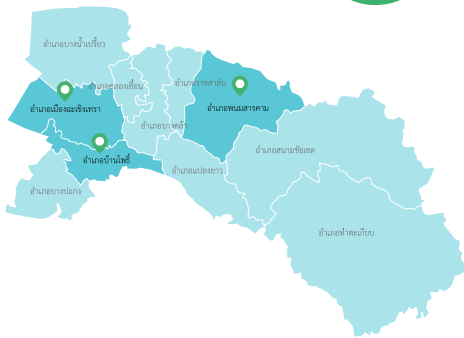 อำเภอบางน้ำเปรี้ยว
อำเภอคลองเขื่อน
อำเภอราชสาส์น
อำเภอเมืองฉะเชิงเทรา
อำเภอพนมสารคาม
อำเภอบางคล้า
อำเภอบ้านโพธิ์
อำเภอสนามชัยเขต
อำเภอแปลงยาว
อำเภอบางปะกง
อำเภอท่าตะเกียบ